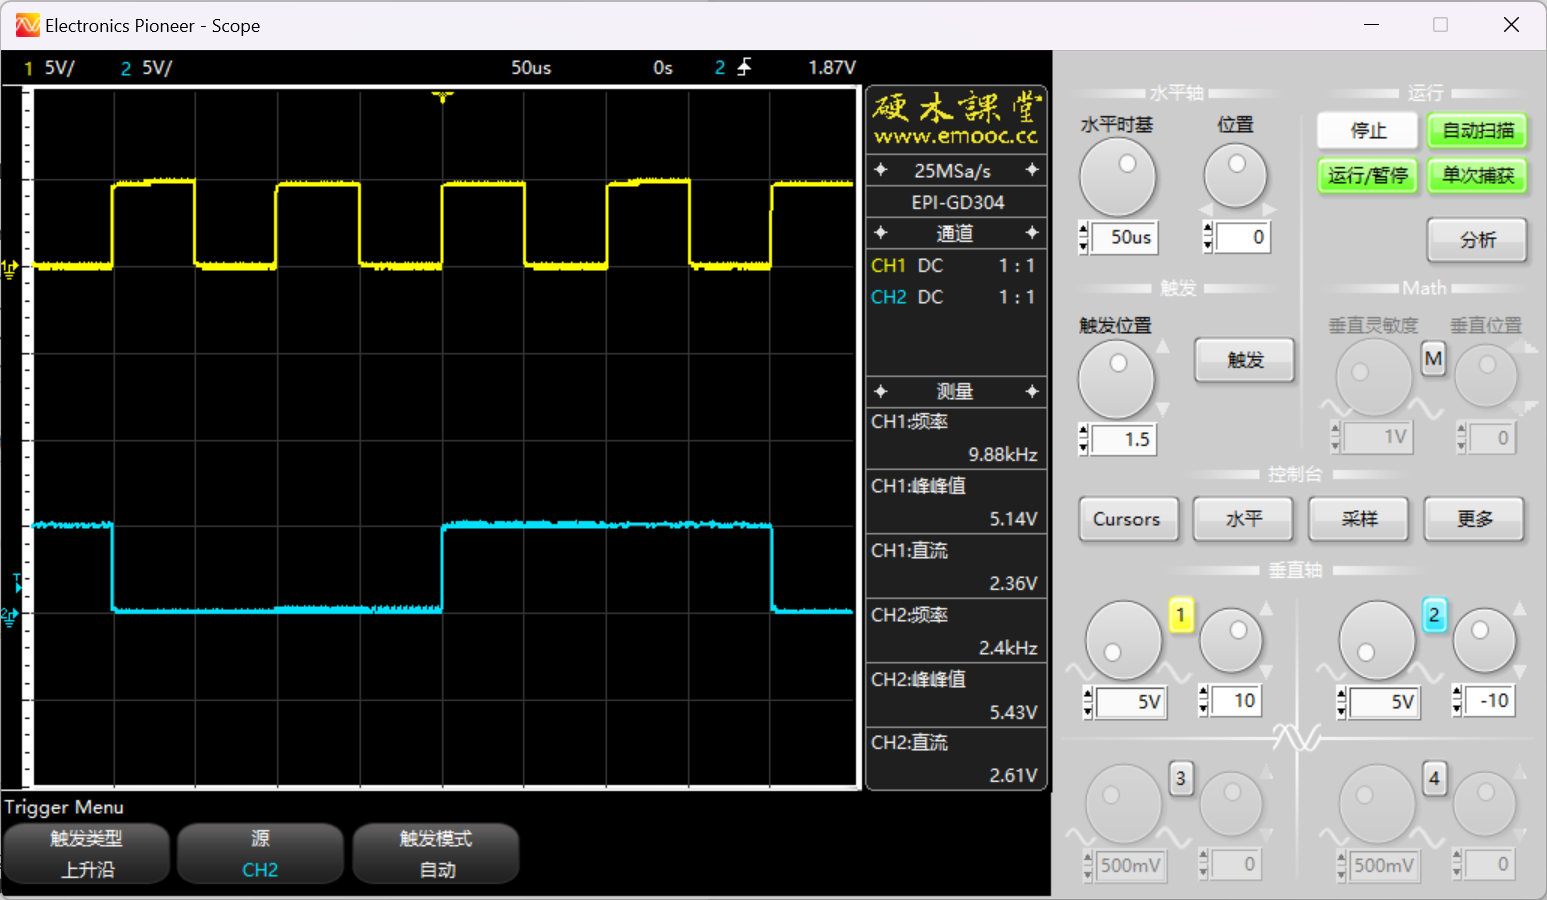 Electronics Pioneer - Scope
1 5V/ 2 5V/ 50us 0s 2 1.87V
硬木課堂
www.emooc.cc
25MSa/s
EPI-GD304
通道
CH1 DC 1 : 1
CH2 DC 1 : 1
测量
CH1:频率
9.88kHz
CH1:峰峰值
5.14V
CH1:直流
2.36V
CH2:频率
2.4kHz
CH2:峰峰值
5.43V
CH2:直流
2.61V
1
T
2
Trigger Menu
触发类型
上升沿
源
CH2
触发模式
自动
水平轴
水平时基 位置
50us 0
运行
停止 自动扫描
运行/暂停 单次捕获
分析
触发
触发位置
触发
1.5
Math
垂直灵敏度 垂直位置
M
1V 0
控制台
Cursors 水平 采样 更多
垂直轴
1 2
5V 10 5V -10
3 4
500mV 0 500mV 0